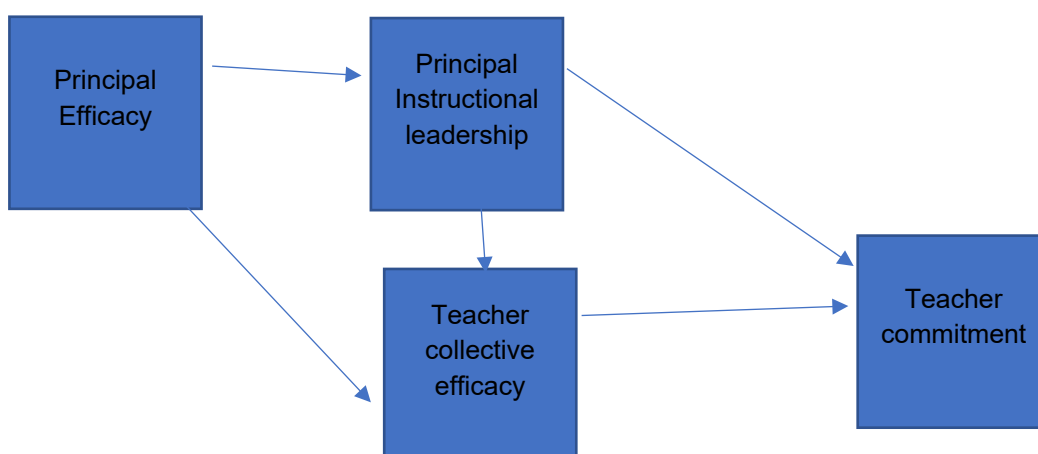 Principal
Efficacy
Principal
Instructional
leadership
Teacher
collective
efficacy
Teacher
commitment